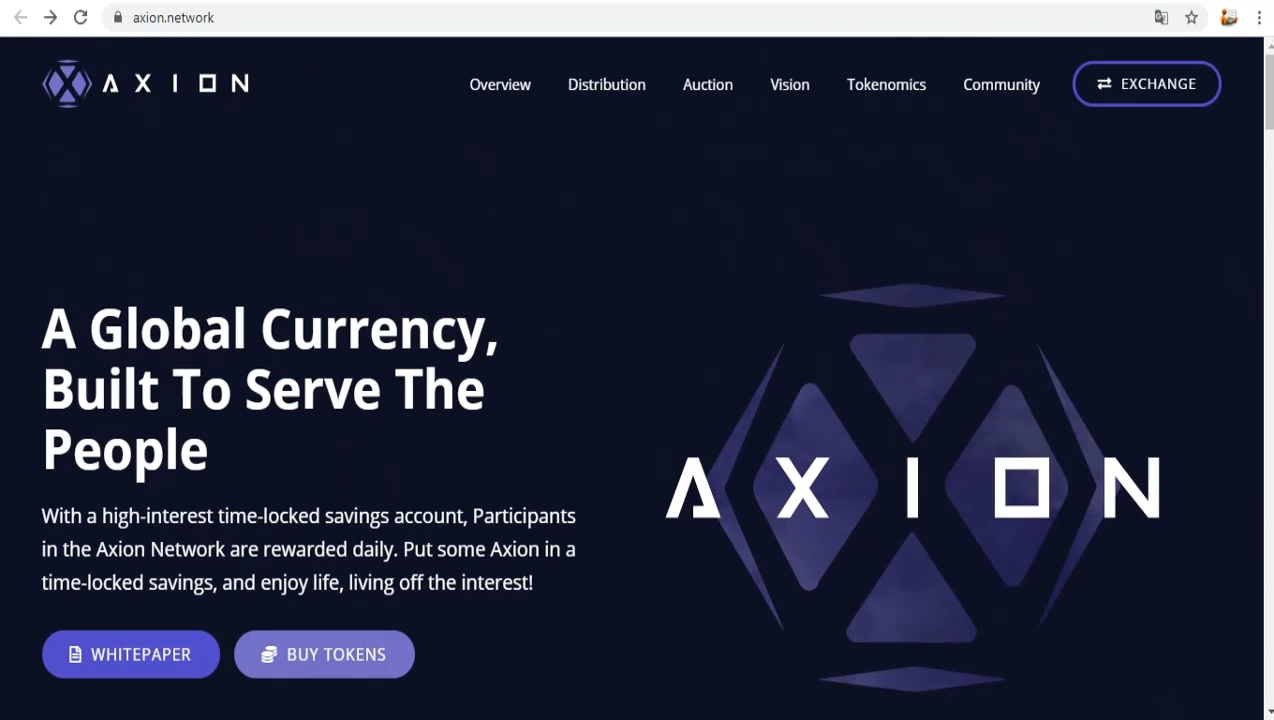 axion.network
AXION
Overview Distribution Auction Vision Tokenomics Community EXCHANGE
A Global Currency,
Built To Serve The
People
With a high-interest time-locked savings account, Participants
in the Axion Network are rewarded daily. Put some Axion in a
time-locked savings, and enjoy life, living off the interest!
WHITEPAPER BUY TOKENS
AXION